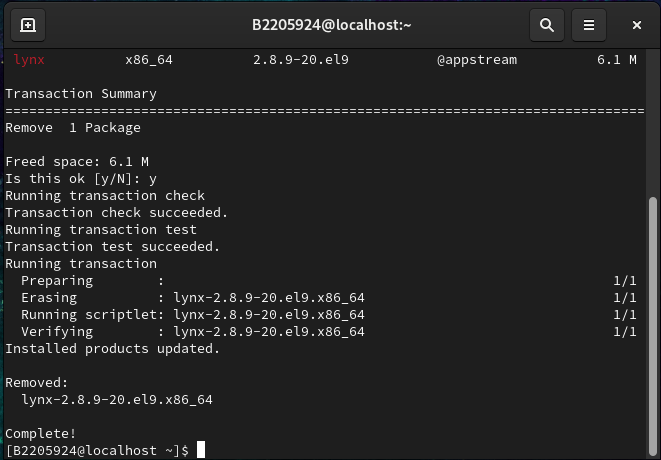 B2205924@localhost:~
lynx x86_64 2.8.9-20.el9 @appstream 6.1 M
Transaction Summary
================================================================================
Remove  1 Package
Freed space: 6.1 M
Is this ok [y/N]: y
Running transaction check
Transaction check succeeded.
Running transaction test
Transaction test succeeded.
Running transaction
  Preparing        :                                                        1/1
  Erasing          : lynx-2.8.9-20.el9.x86_64                               1/1
  Running scriptlet: lynx-2.8.9-20.el9.x86_64                               1/1
  Verifying        : lynx-2.8.9-20.el9.x86_64                               1/1
Installed products updated.
Removed:
  lynx-2.8.9-20.el9.x86_64
Complete!
[B2205924@localhost ~]$